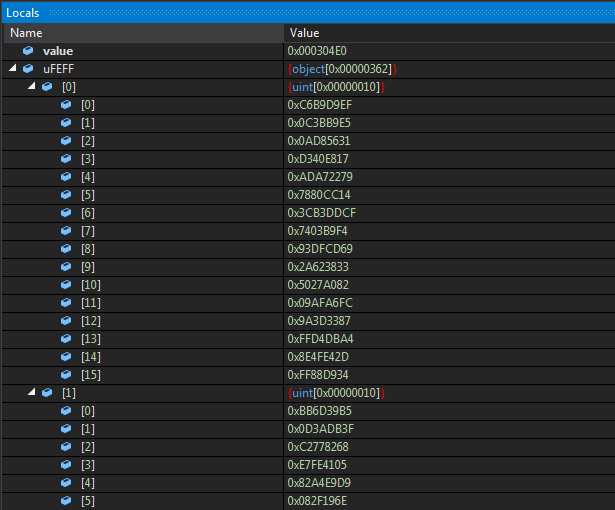 Locals
Name Value
value 0x000304E0
uFEFF {object[0x00000362]}
[0] {uint[0x00000010]}
[0] 0xC6B9D9EF
[1] 0x0C3BB9E5
[2] 0x0AD85631
[3] 0xD340E817
[4] 0xADA72279
[5] 0x7880CC14
[6] 0x3CB3DDCF
[7] 0x7403B9F4
[8] 0x93DFCD69
[9] 0x2A623833
[10] 0x5027A082
[11] 0x09AFA6FC
[12] 0x9A3D3387
[13] 0xFFD4DBA4
[14] 0x8E4FE42D
[15] 0xFF88D934
[1] {uint[0x00000010]}
[0] 0xBB6D39B5
[1] 0x0D3ADB3F
[2] 0xC2778268
[3] 0xE7FE4105
[4] 0x82A4E9D9
[5] 0x082F196E